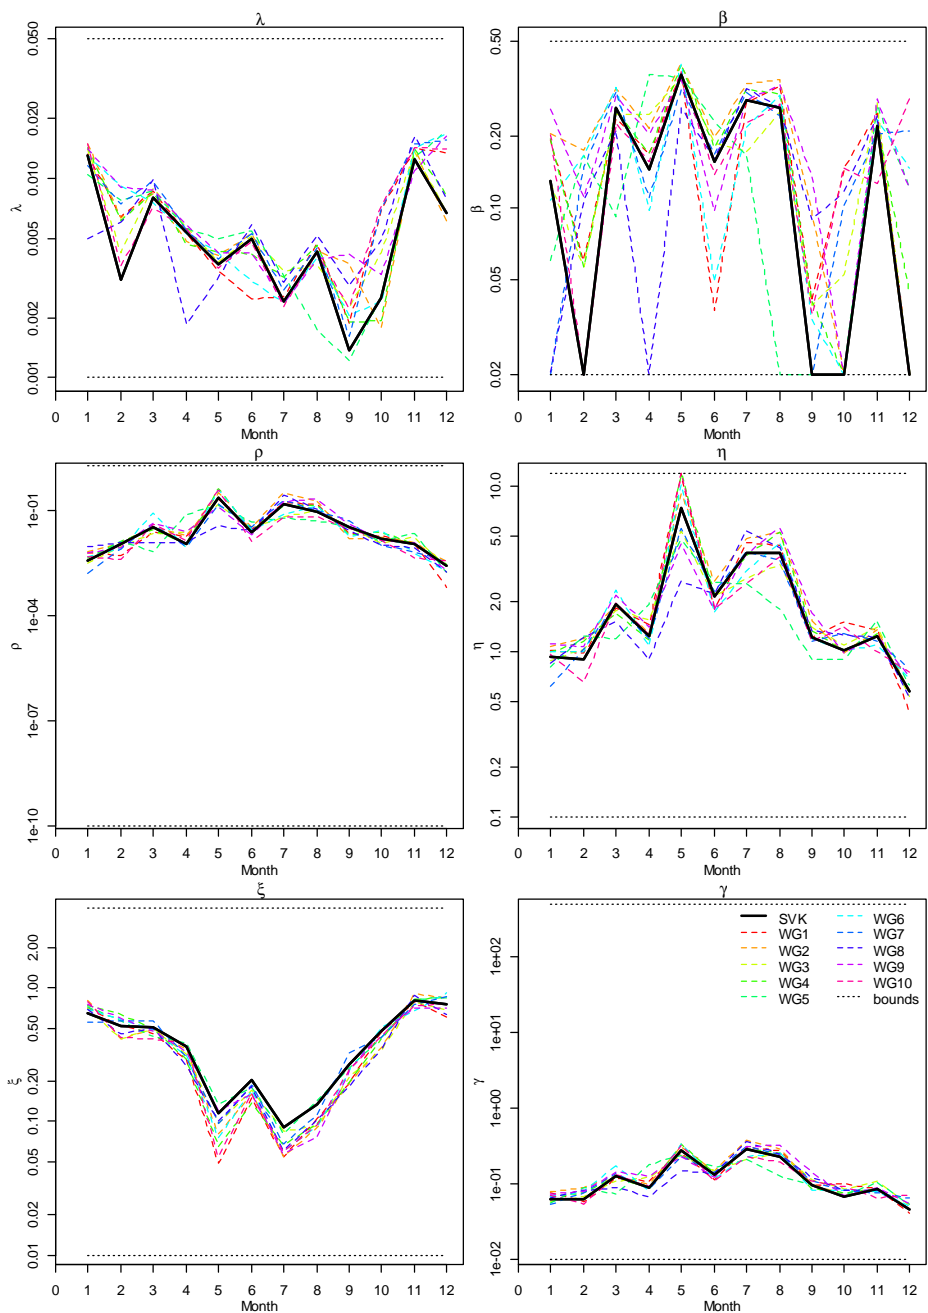 λ
λ
0.001 0.002 0.005 0.010 0.020 0.050
0 1 2 3 4 5 6 7 8 9 10 11 12
Month
β
β
0.02 0.05 0.10 0.20 0.50
0 1 2 3 4 5 6 7 8 9 10 11 12
Month
ρ
ρ
1e-10 1e-07 1e-04 1e-01
0 1 2 3 4 5 6 7 8 9 10 11 12
Month
η
η
0.1 0.2 0.5 1.0 2.0 5.0 10.0
0 1 2 3 4 5 6 7 8 9 10 11 12
Month
ξ
ξ
0.01 0.05 0.10 0.20 0.50 1.00 2.00
0 1 2 3 4 5 6 7 8 9 10 11 12
Month
γ
γ
1e-02 1e-01 1e+00 1e+01 1e+02
SVK
WG1
WG2
WG3
WG4
WG5
WG6
WG7
WG8
WG9
WG10
bounds
0 1 2 3 4 5 6 7 8 9 10 11 12
Month